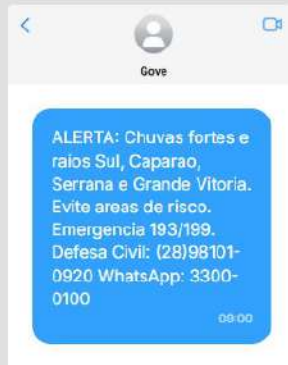 Gove
ALERTA: Chuvas fortes e
raios Sul, Caparao,
Serrana e Grande Vitoria.
Evite areas de risco.
Emergencia 193/199.
Defesa Civil: (28)98101-
0920 WhatsApp: 3300-
0100
09:00